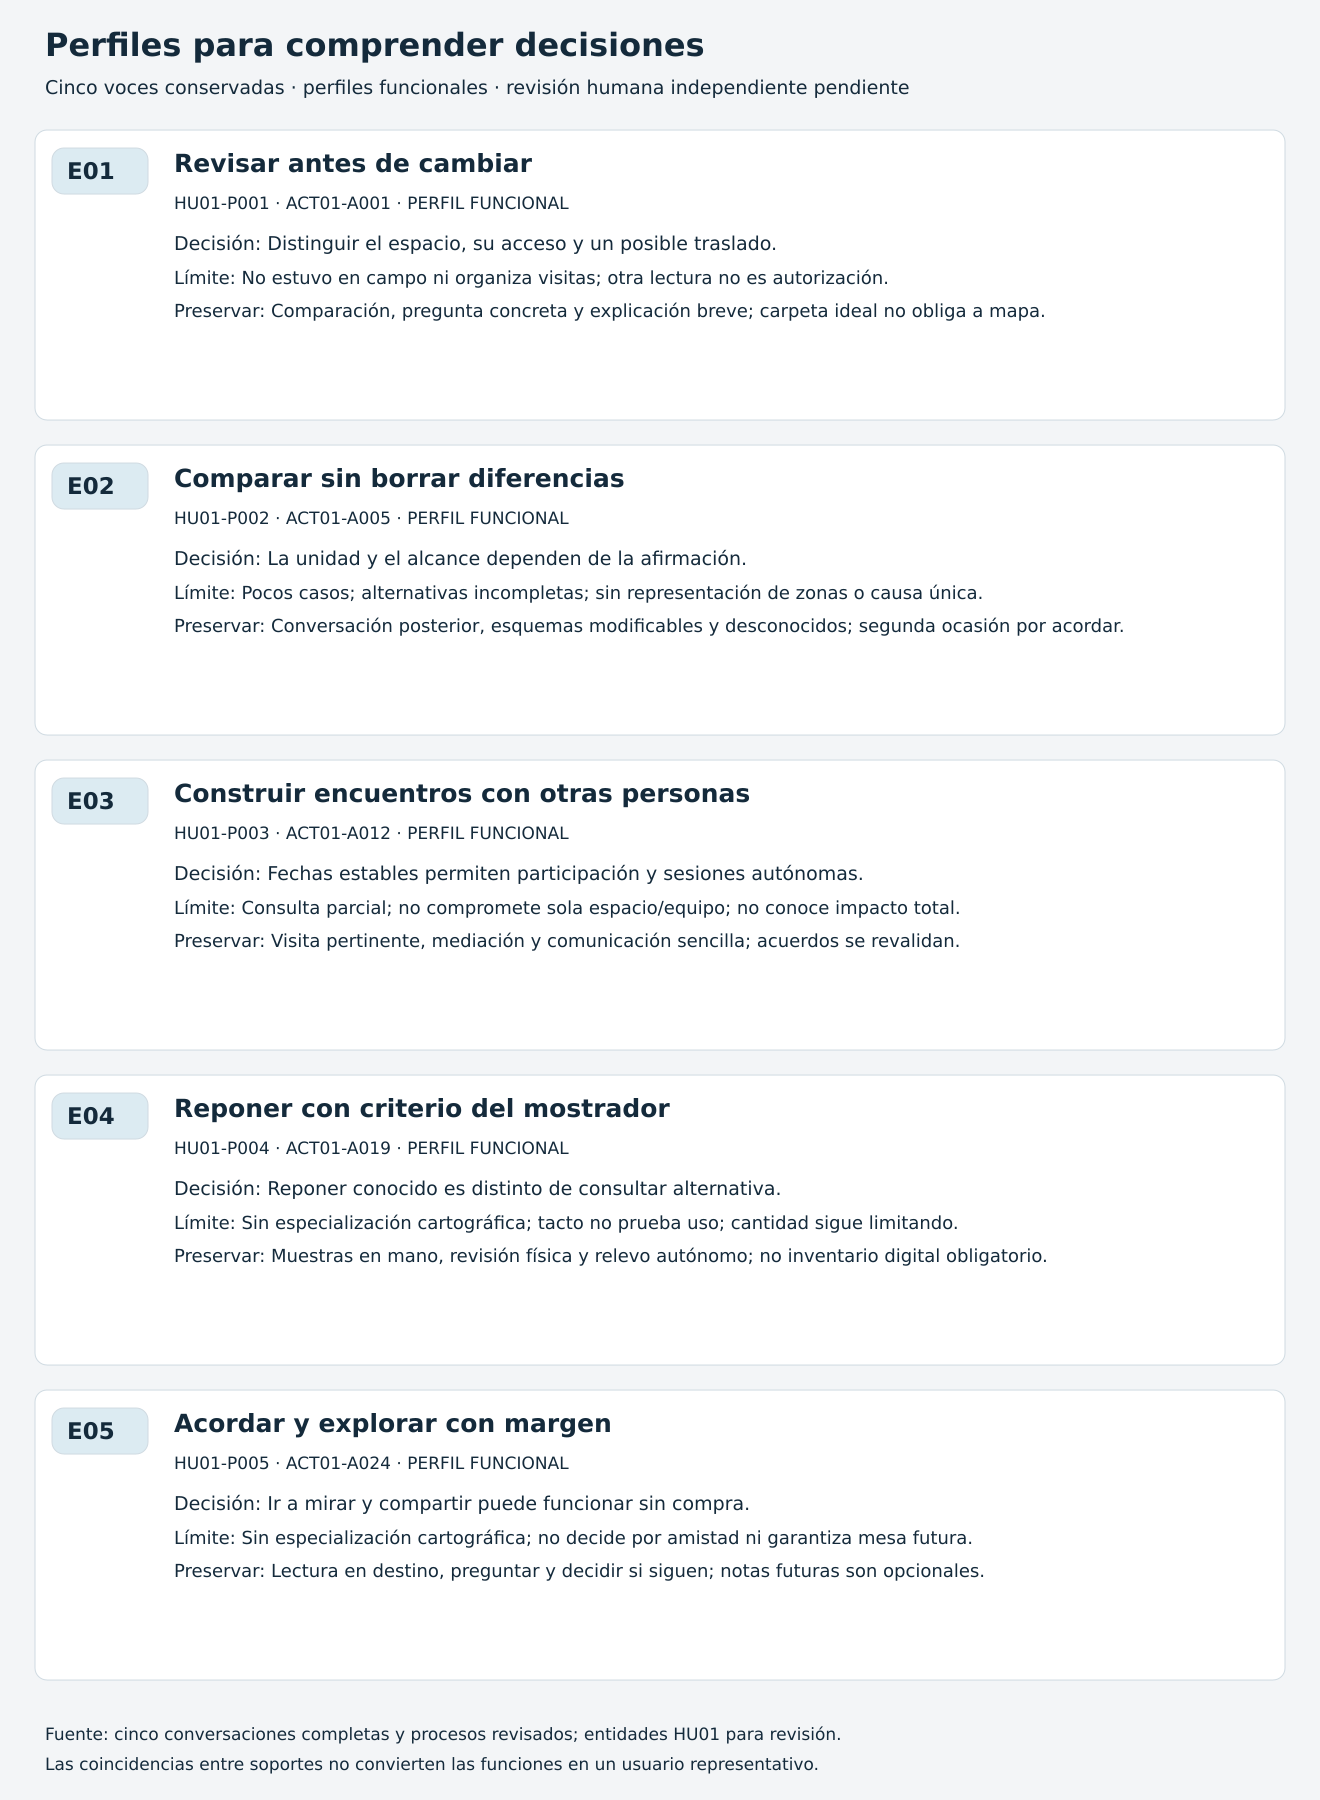 Perfiles para comprender decisiones
Cinco voces conservadas · perfiles funcionales · revisión humana independiente pendiente
E01
Revisar antes de cambiar
HU01-P001 · ACT01-A001 · PERFIL FUNCIONAL
Decisión: Distinguir el espacio, su acceso y un posible traslado.
Límite: No estuvo en campo ni organiza visitas; otra lectura no es autorización.
Preservar: Comparación, pregunta concreta y explicación breve; carpeta ideal no obliga a mapa.
E02
Comparar sin borrar diferencias
HU01-P002 · ACT01-A005 · PERFIL FUNCIONAL
Decisión: La unidad y el alcance dependen de la afirmación.
Límite: Pocos casos; alternativas incompletas; sin representación de zonas o causa única.
Preservar: Conversación posterior, esquemas modificables y desconocidos; segunda ocasión por acordar.
E03
Construir encuentros con otras personas
HU01-P003 · ACT01-A012 · PERFIL FUNCIONAL
Decisión: Fechas estables permiten participación y sesiones autónomas.
Límite: Consulta parcial; no compromete sola espacio/equipo; no conoce impacto total.
Preservar: Visita pertinente, mediación y comunicación sencilla; acuerdos se revalidan.
E04
Reponer con criterio del mostrador
HU01-P004 · ACT01-A019 · PERFIL FUNCIONAL
Decisión: Reponer conocido es distinto de consultar alternativa.
Límite: Sin especialización cartográfica; tacto no prueba uso; cantidad sigue limitando.
Preservar: Muestras en mano, revisión física y relevo autónomo; no inventario digital obligatorio.
E05
Acordar y explorar con margen
HU01-P005 · ACT01-A024 · PERFIL FUNCIONAL
Decisión: Ir a mirar y compartir puede funcionar sin compra.
Límite: Sin especialización cartográfica; no decide por amistad ni garantiza mesa futura.
Preservar: Lectura en destino, preguntar y decidir si siguen; notas futuras son opcionales.
Fuente: cinco conversaciones completas y procesos revisados; entidades HU01 para revisión.
Las coincidencias entre soportes no convierten las funciones en un usuario representativo.